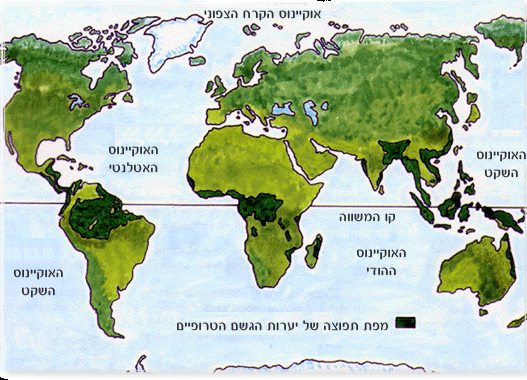 אוקיינוס הקרח הצפוני
האוקיינוס
האטלנטי
האוקיינוס
השקט
קו המשווה
האוקיינוס
ההודי
האוקיינוס
השקט
מפת תפוצה של יערות הגשם הטרופיים